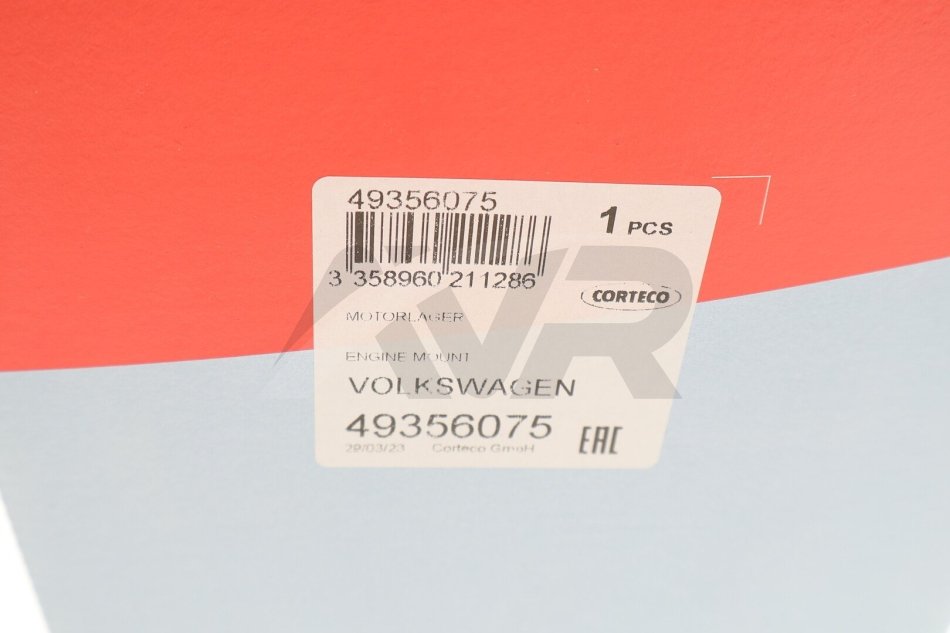 49356075
1 PCS
3 358960 211286
CORTECO
MOTORLAGER
ENGINE MOUNT
VOLKSWAGEN
49356075
29/03/23 Corteco GmbH
EAC